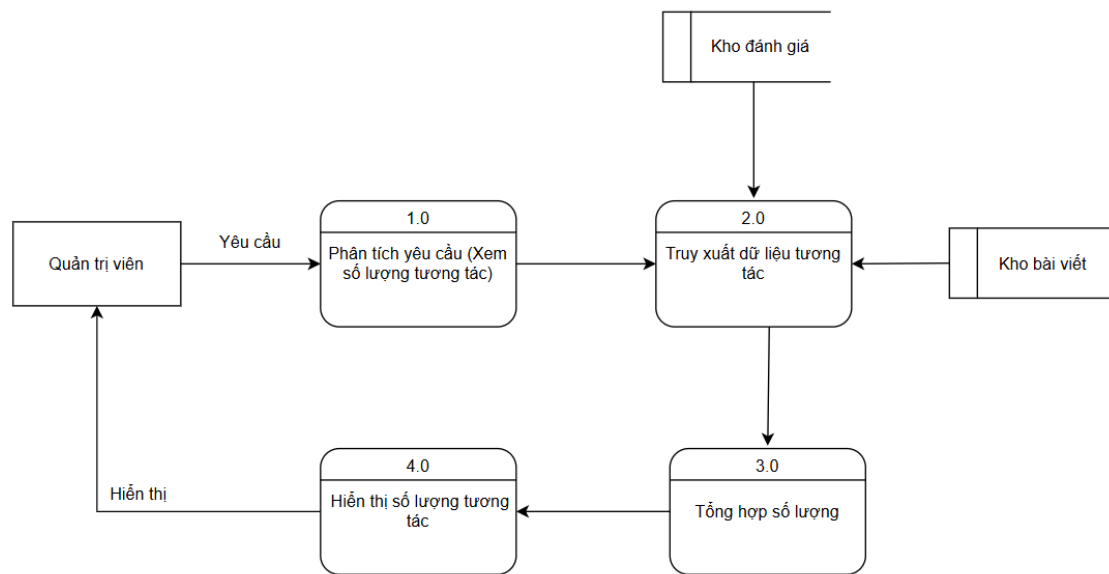 Kho đánh giá
1.0
2.0
Yêu cầu
Phân tích yêu cầu (Xem
số lượng tương tác)
Truy xuất dữ liệu tương
tác
Quản trị viên
Kho bài viết
4.0
3.0
Hiển thị
Hiển thị số lượng tương
tác
Tổng hợp số lượng